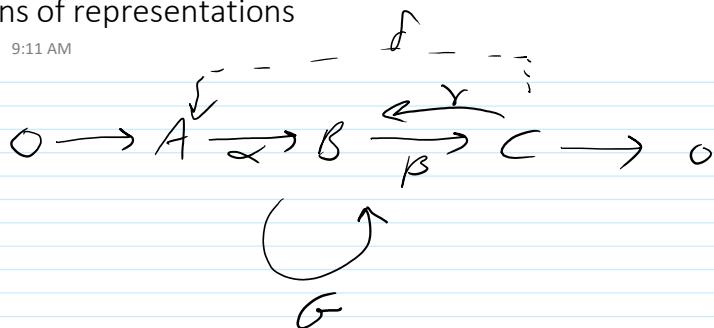 ns of representations
9:11 AM
δ
γ
0 → A → B → C → 0
α β
G